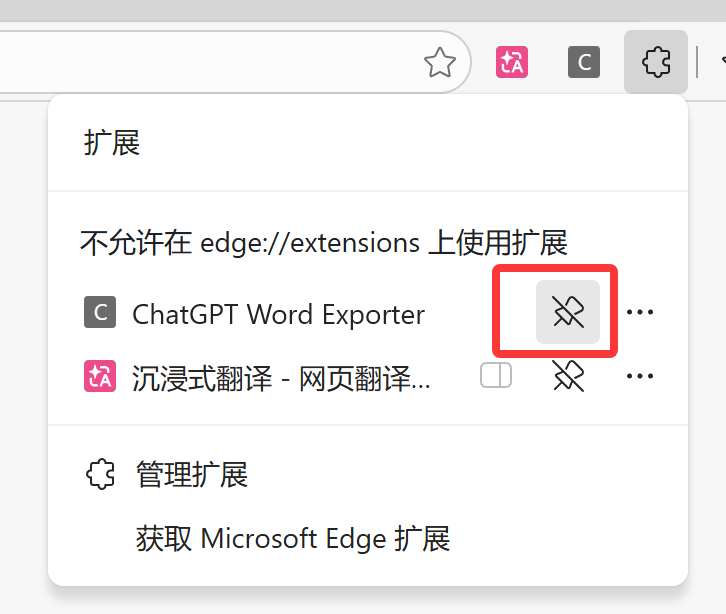 C
扩展
不允许在 edge://extensions 上使用扩展
C ChatGPT Word Exporter
沉浸式翻译 - 网页翻译...
管理扩展
获取 Microsoft Edge 扩展